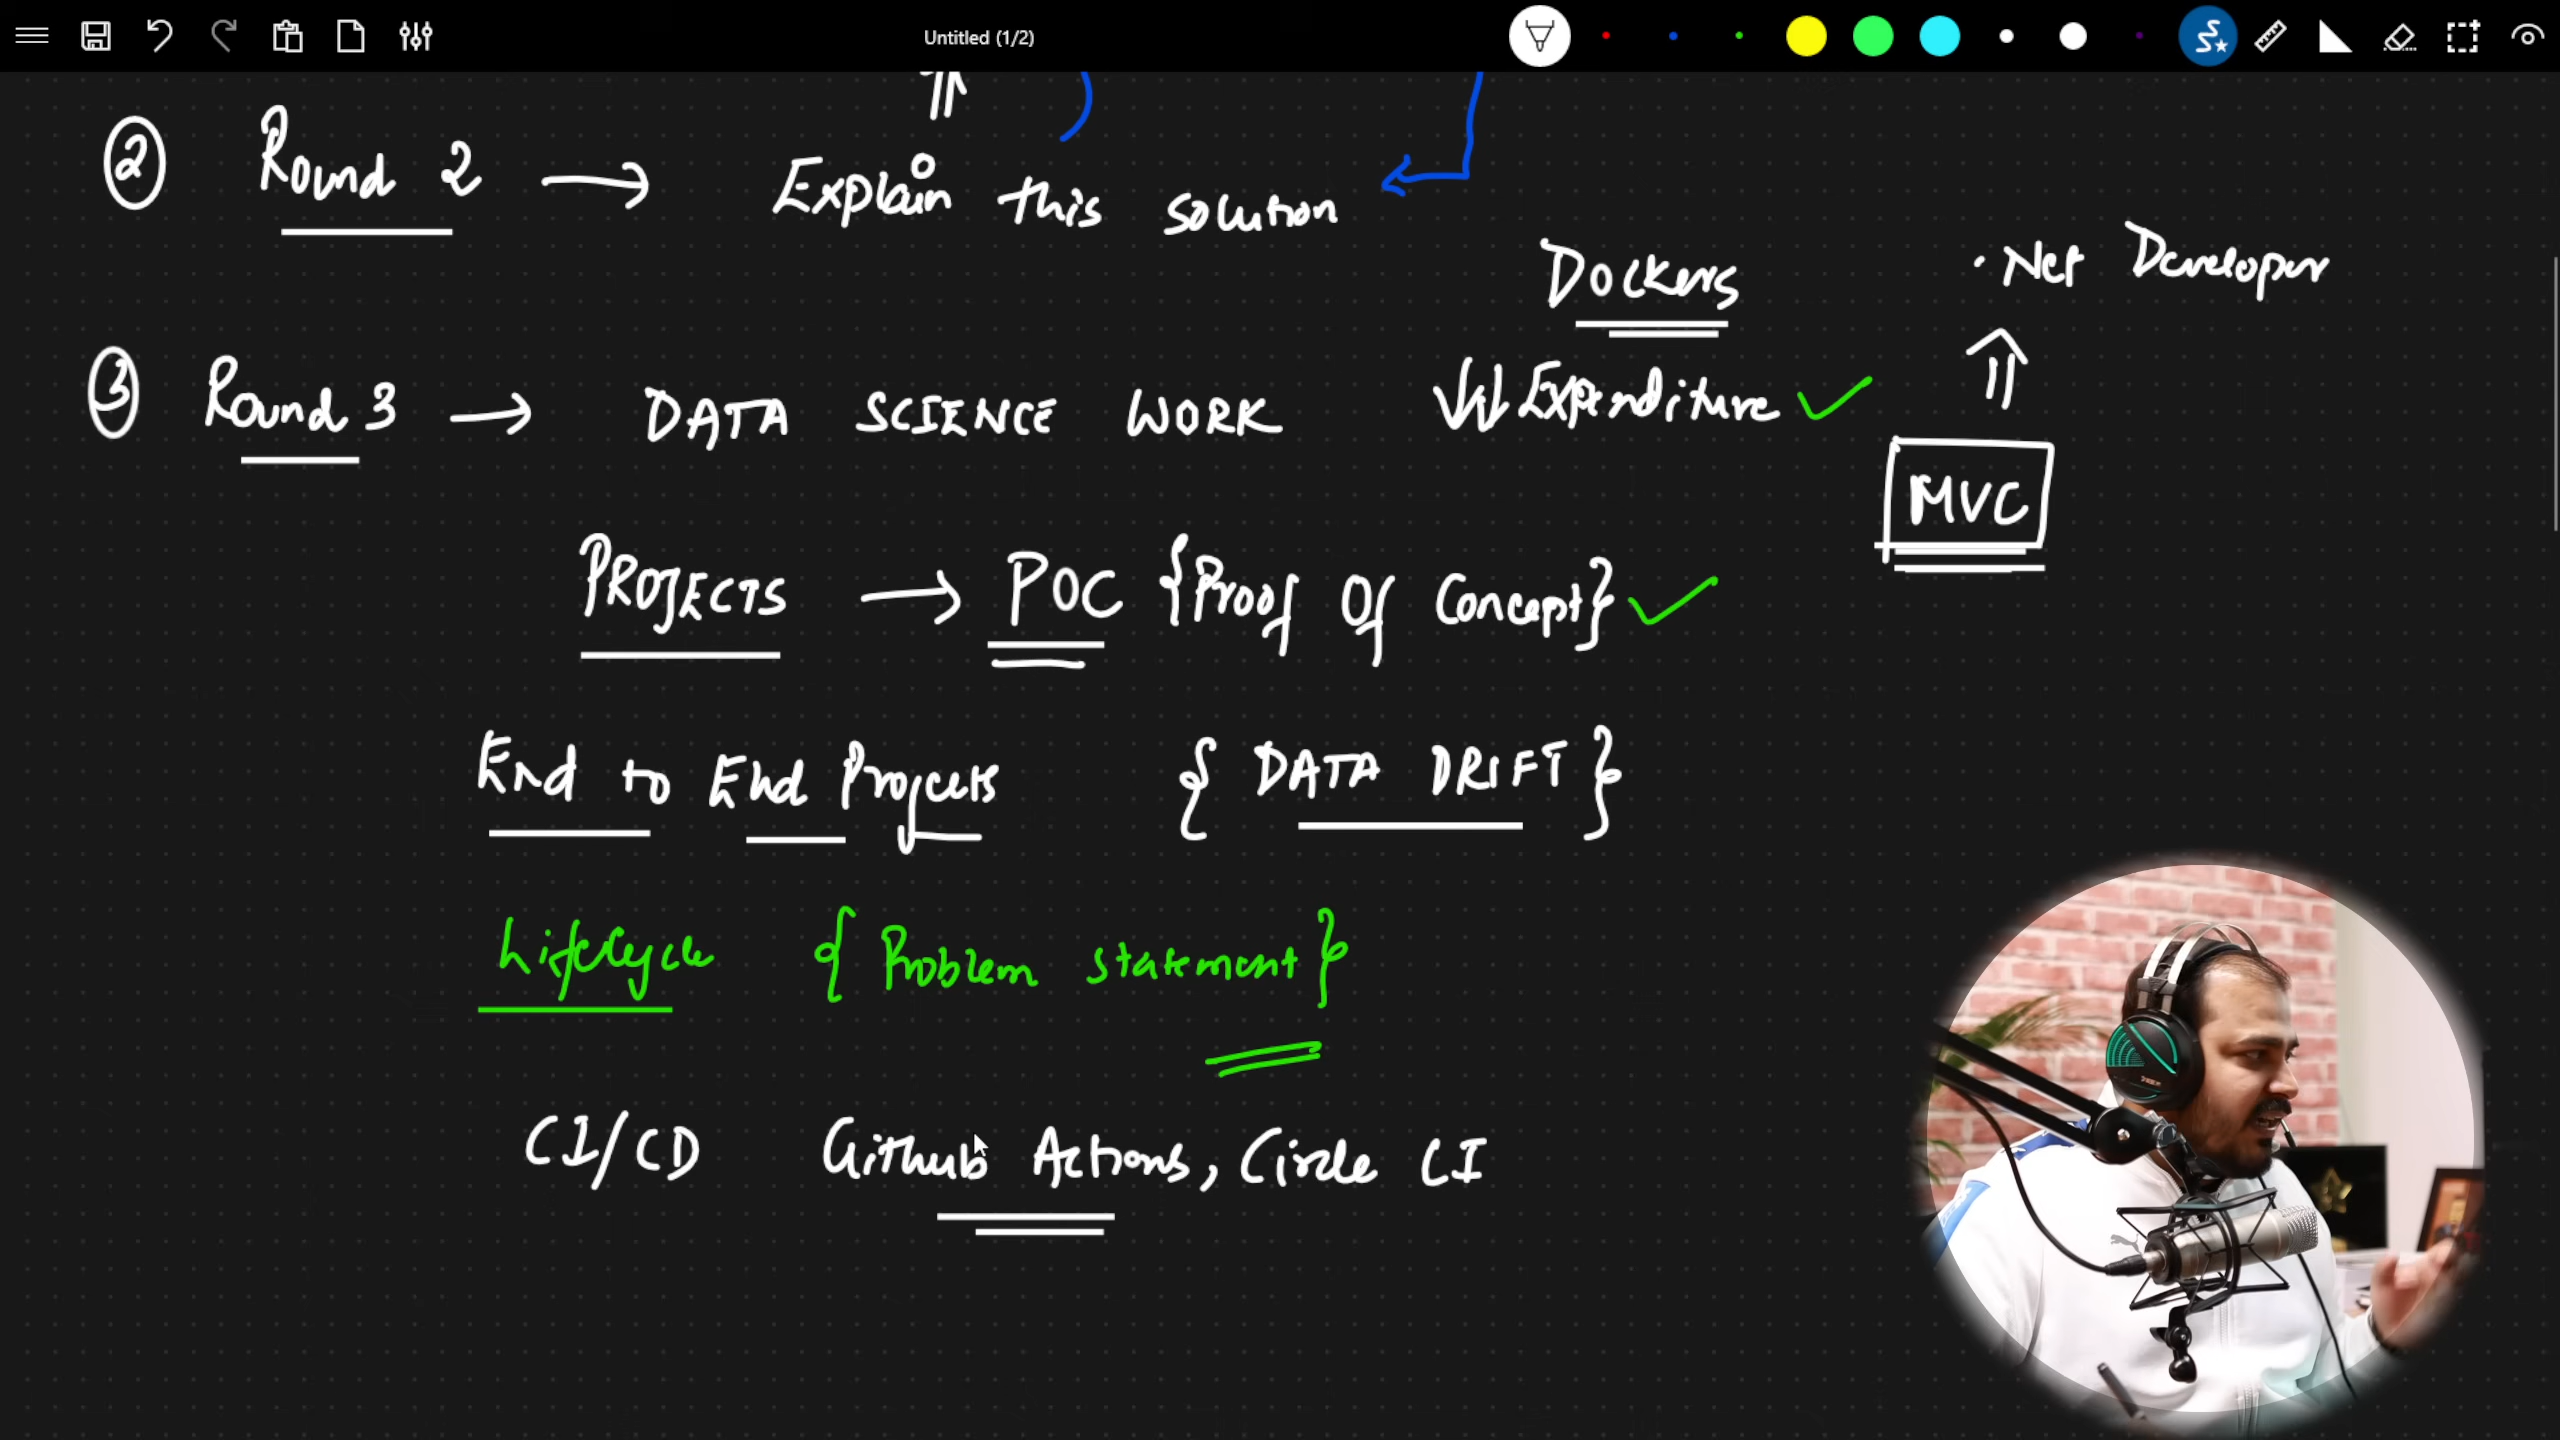 Untitled (1/2)
② Round 2 → Explain this solution
Dockers
.Net Developer
③ Round 3 → DATA SCIENCE WORK
Expenditure ✓
MVC
PROJECTS → POC {Proof Of Concept} ✓
End to End Projects { DATA DRIFT }
Lifecycle { Problem statement }
CI/CD Github Actions, Circle CI